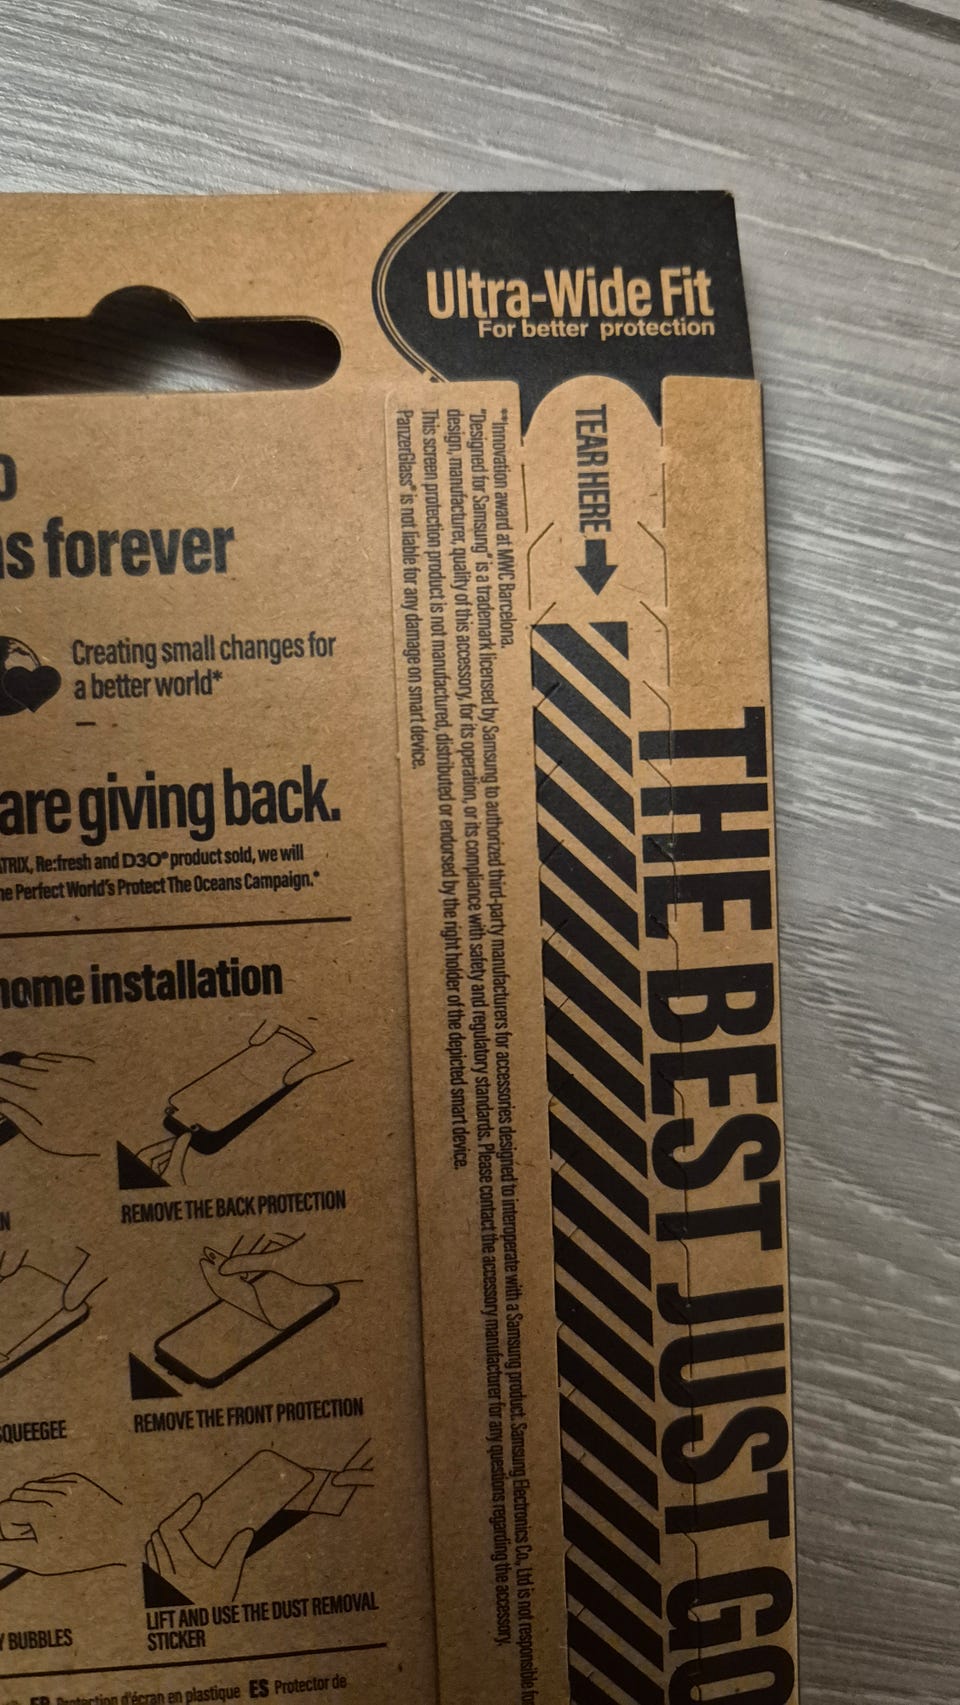 Ultra-Wide Fit
For better protection
TEAR HERE
**Innovation award at MWC Barcelona.
"Designed for Samsung" is a trademark licensed by Samsung to authorized third-party manufacturers for accessories designed to interoperate with a Samsung product. Samsung Electronics Co., Ltd is not responsible for
design, manufacturer, quality of this accessory, for its operation, or its compliance with safety and regulatory standards. Please contact the accessory manufacturer for any questions regarding the accessory.
This screen protection product is not manufactured, distributed or endorsed by the right holder of the depicted smart device.
PanzerGlass® is not liable for any damage on smart device.
THE BEST JUST GO
s forever
Creating small changes for
a better world*
are giving back.
TRIX, Re:fresh and D3O® product sold, we will
Perfect World's Protect The Oceans Campaign.*
home installation
REMOVE THE BACK PROTECTION
SQUEEGEE
REMOVE THE FRONT PROTECTION
BUBBLES
LIFT AND USE THE DUST REMOVAL
STICKER
FR Protection d'écran en plastique ES Protector de